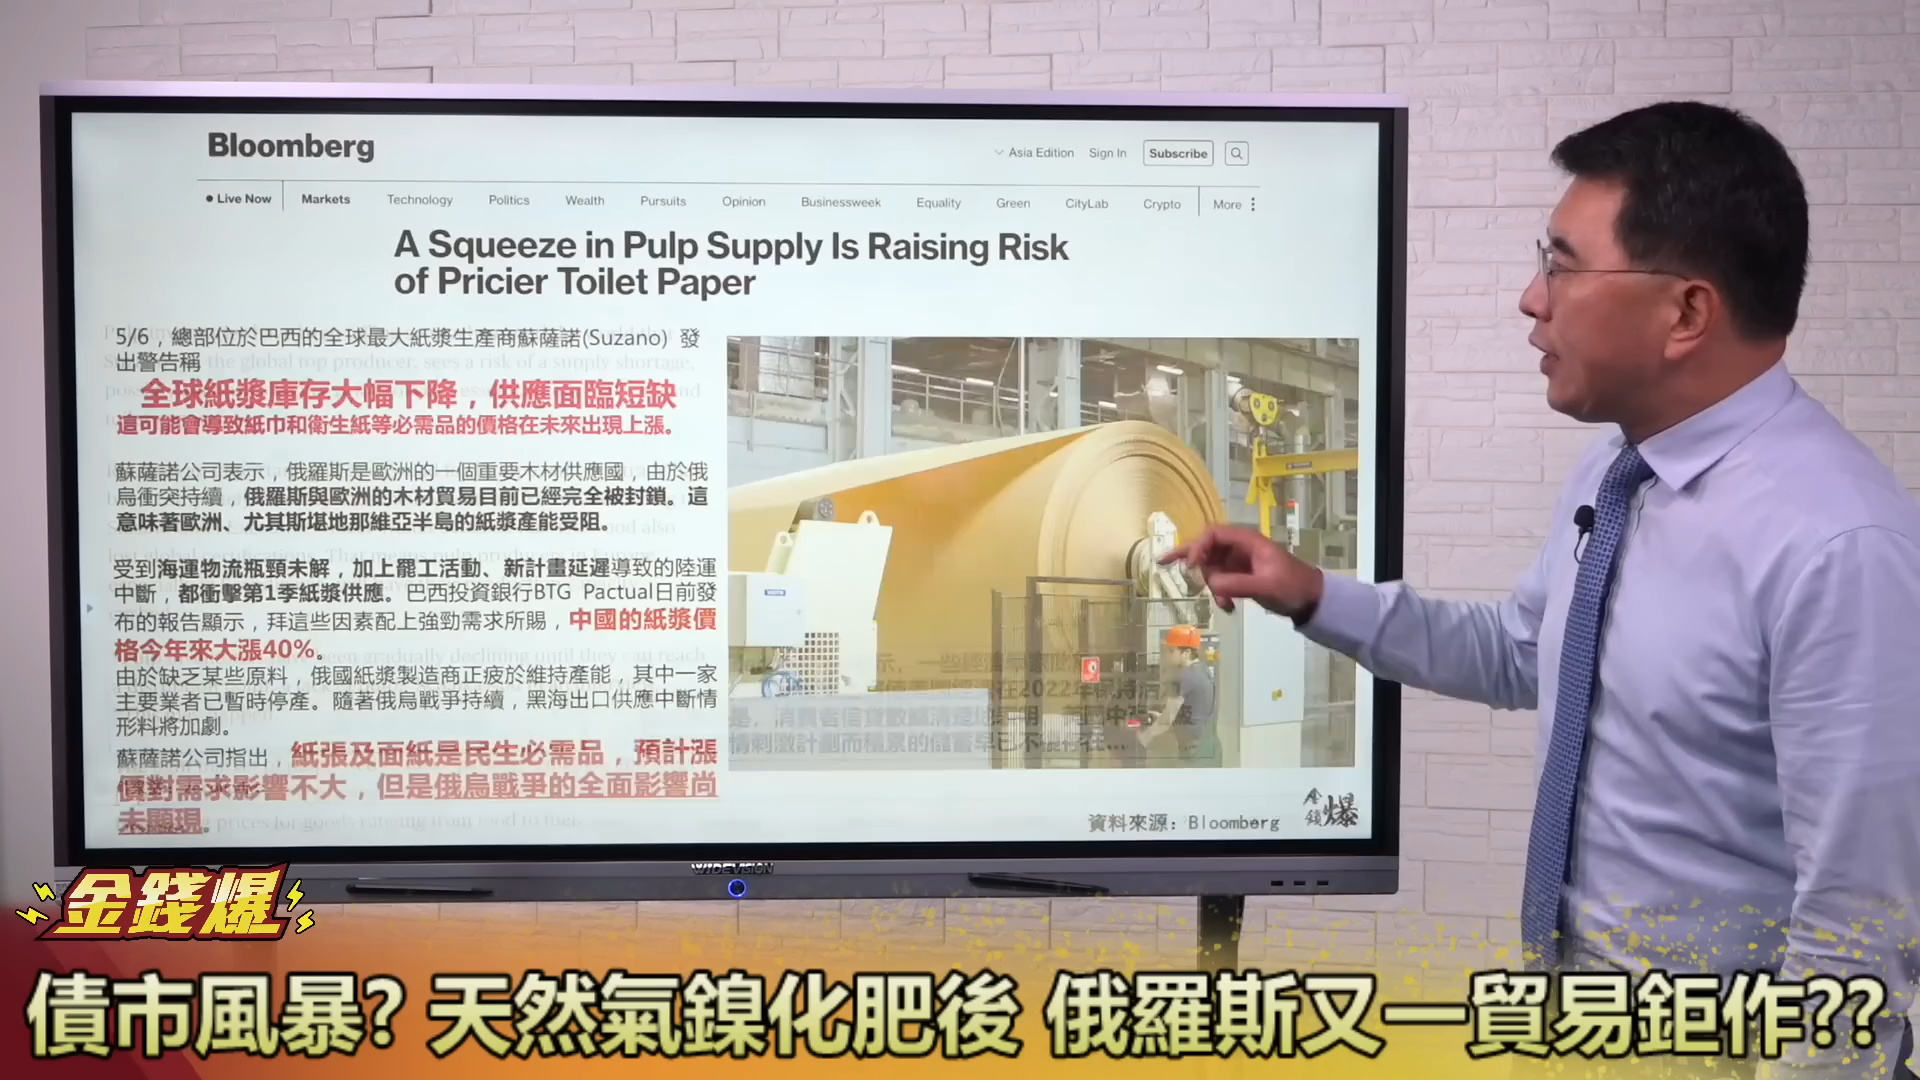 Bloomberg
Asia Edition Sign In Subscribe
Live Now Markets Technology Politics Wealth Pursuits Opinion Businessweek Equality Green CityLab Crypto More
A Squeeze in Pulp Supply Is Raising Risk
of Pricier Toilet Paper
5/6，總部位於巴西的全球最大紙漿生產商蘇薩諾(Suzano) 發
出警告稱
全球紙漿庫存大幅下降，供應面臨短缺
這可能會導致紙巾和衛生紙等必需品的價格在未來出現上漲。
蘇薩諾公司表示，俄羅斯是歐洲的一個重要木材供應國，由於俄
烏衝突持續，俄羅斯與歐洲的木材貿易目前已經完全被封鎖。這
意味著歐洲、尤其斯堪地那維亞半島的紙漿產能受阻。
受到海運物流瓶頸未解，加上罷工活動、新計畫延遲導致的陸運
中斷，都衝擊第1季紙漿供應。巴西投資銀行BTG Pactual日前發
布的報告顯示，拜這些因素配上強勁需求所賜，中國的紙漿價
格今年來大漲40%。
由於缺乏某些原料，俄國紙漿製造商正疲於維持產能，其中一家
主要業者已暫時停產。隨著俄烏戰爭持續，黑海出口供應中斷情
形料將加劇。
蘇薩諾公司指出，紙張及面紙是民生必需品，預計漲
價對需求影響不大，但是俄烏戰爭的全面影響尚
未顯現。
資料來源：Bloomberg
金錢爆
WIDEVISION
金錢爆
債市風暴? 天然氣鎳化肥後 俄羅斯又一貿易鉅作??